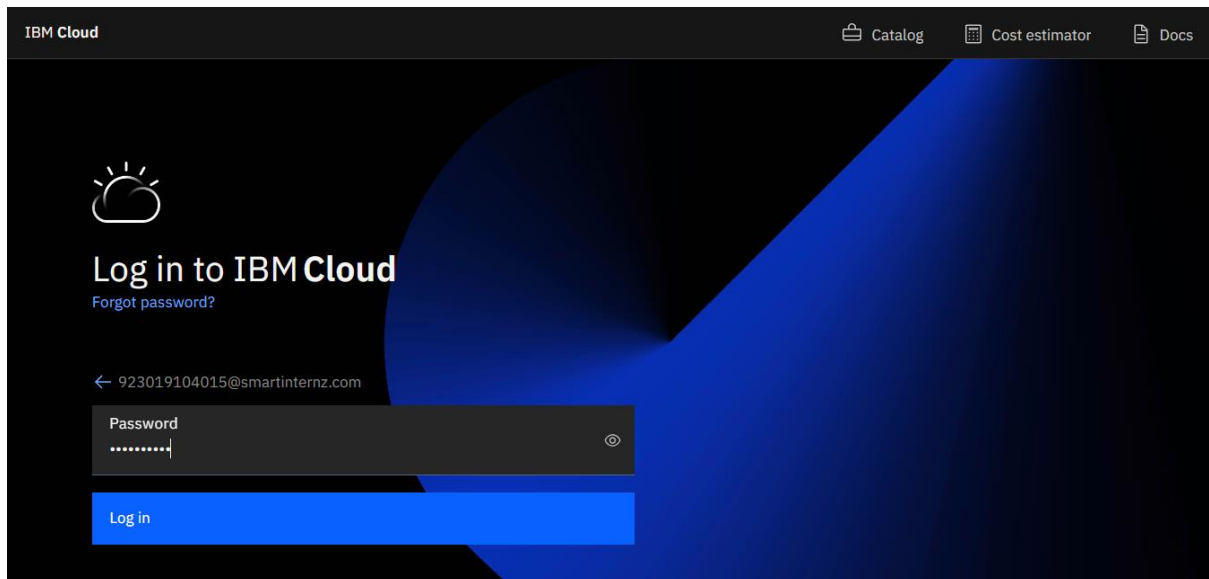 IBM Cloud Catalog Cost estimator Docs
Log in to IBM Cloud
Forgot password?
← 923019104015@smartinternz.com
Password
••••••••••
Log in